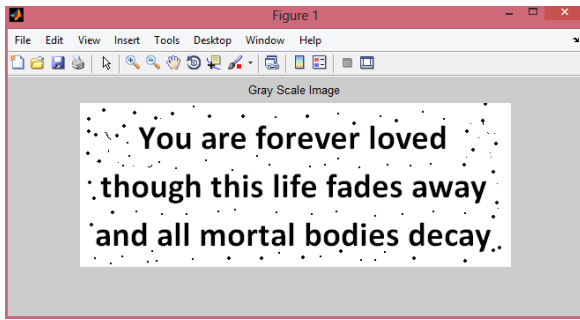 Figure 1
File Edit View Insert Tools Desktop Window Help
Gray Scale Image
You are forever loved
though this life fades away
and all mortal bodies decay